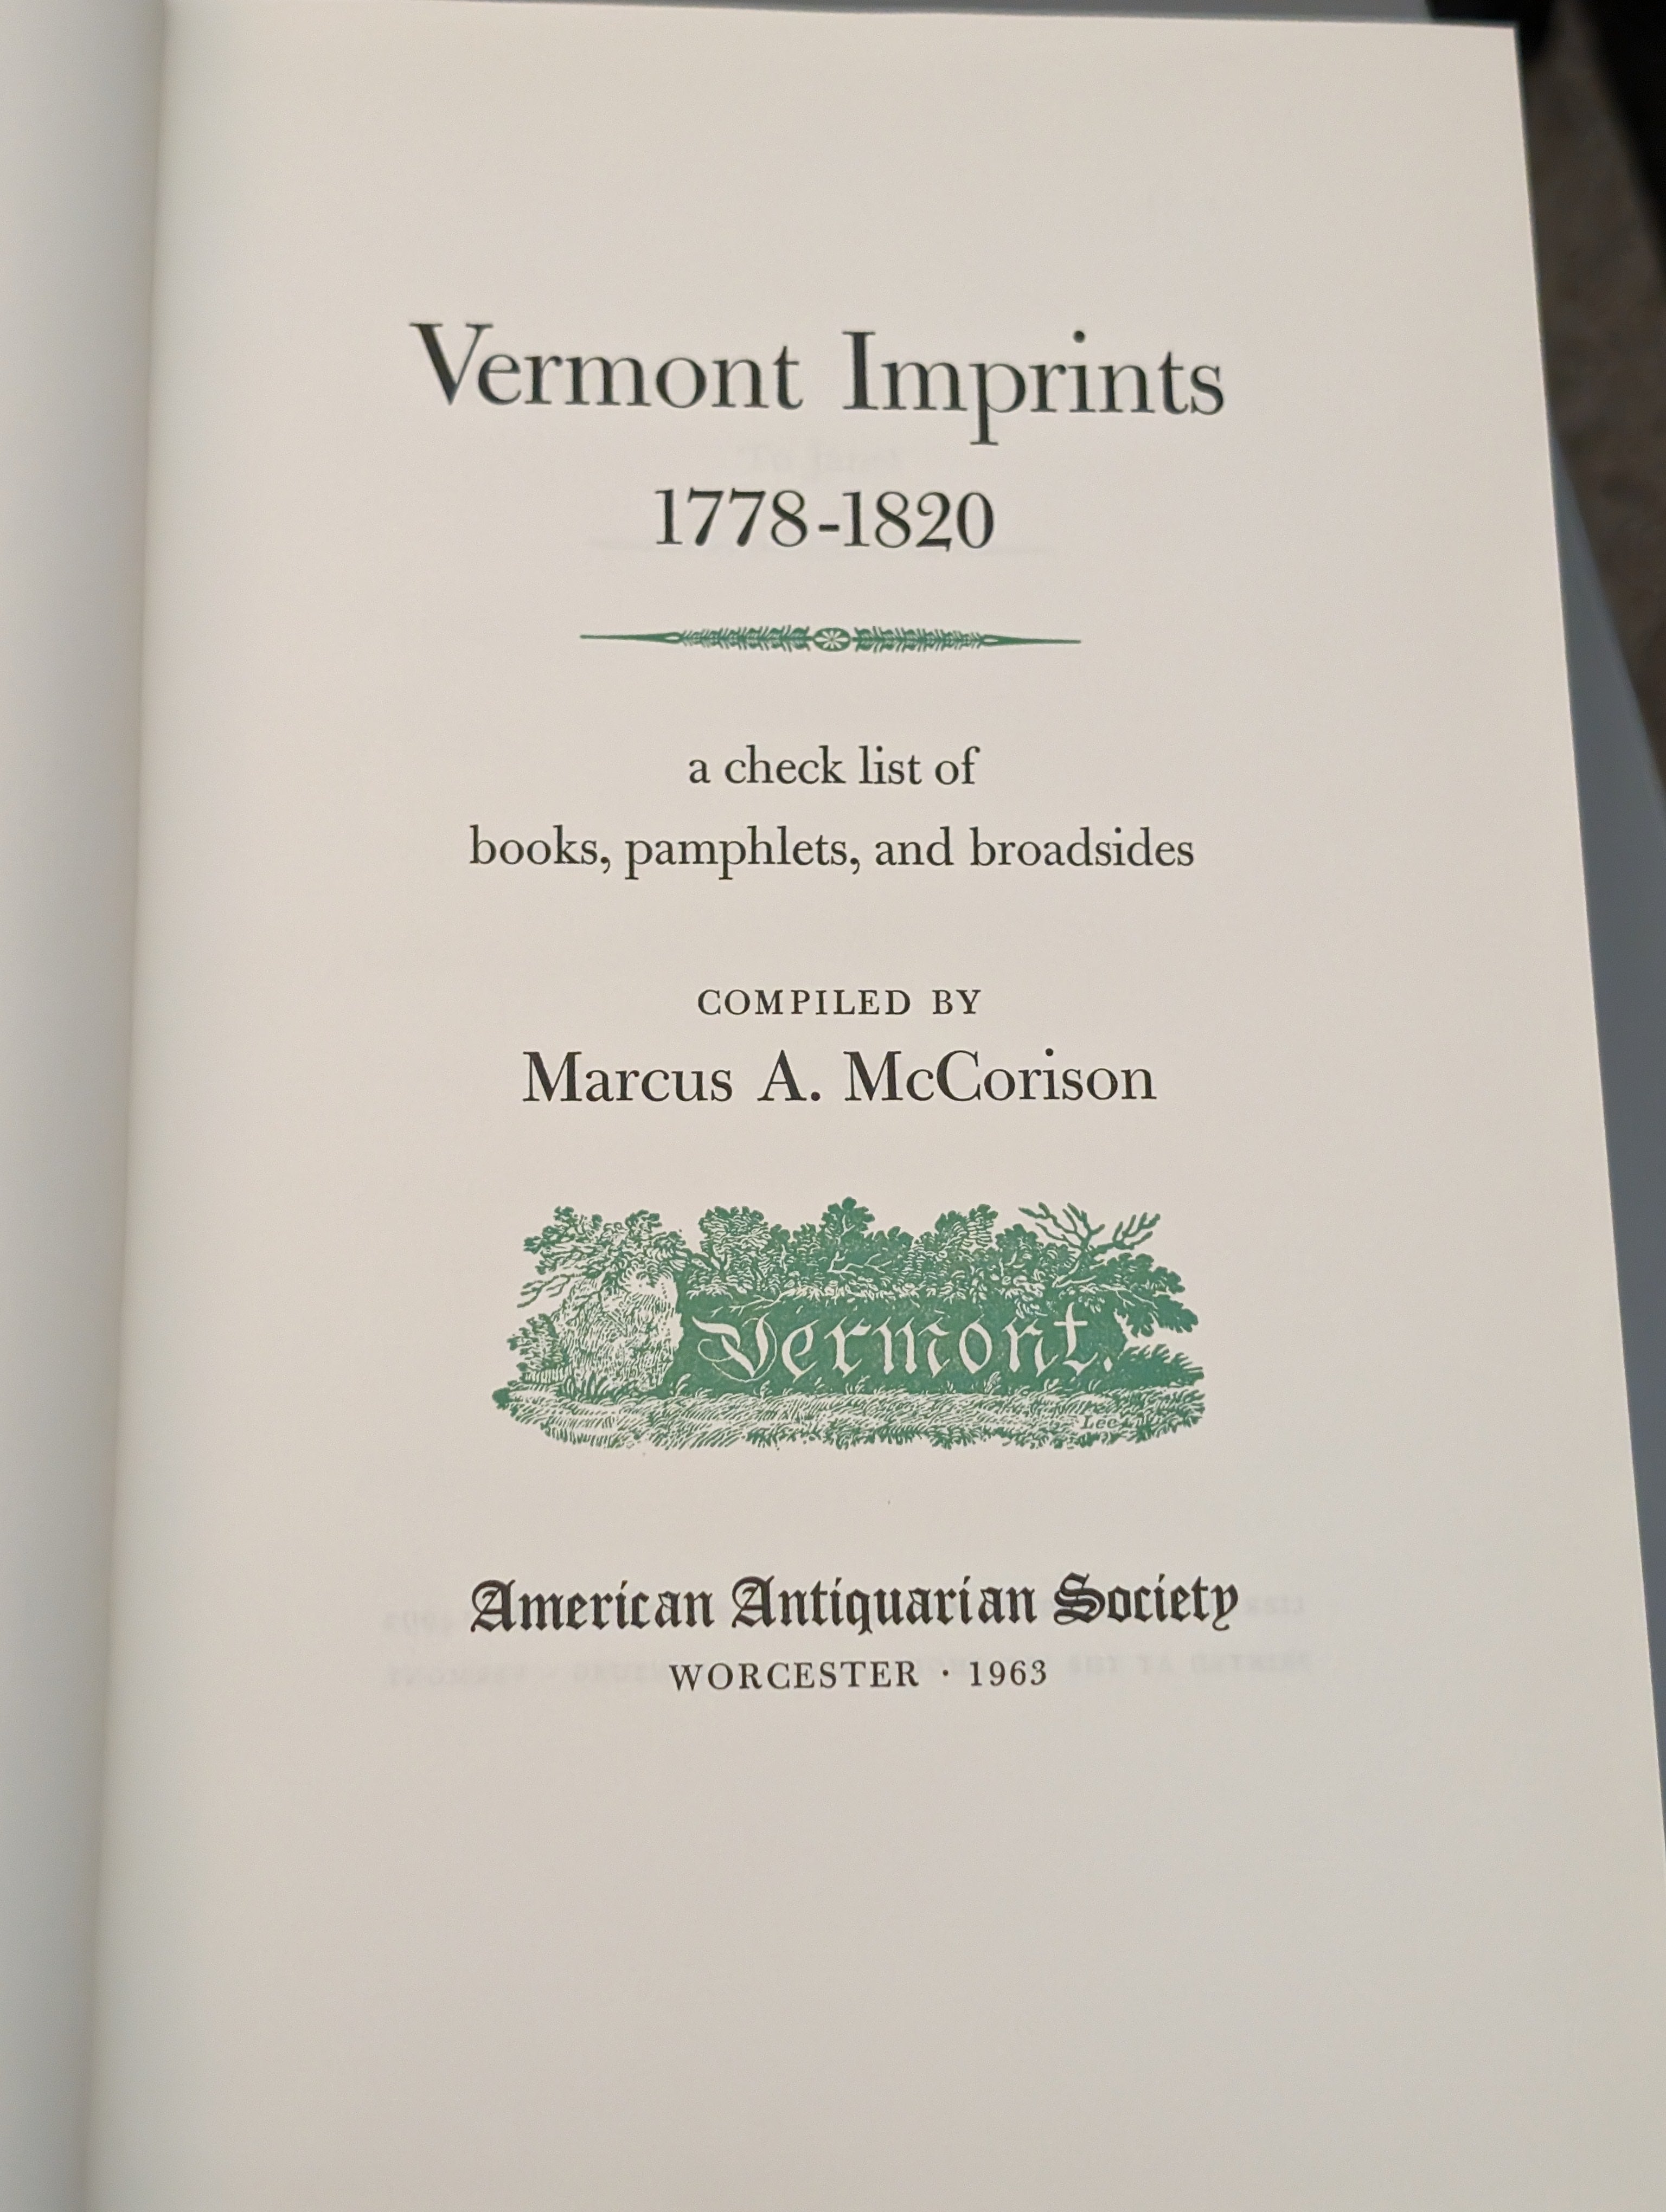 Vermont Imprints
1778-1820
a check list of
books, pamphlets, and broadsides
COMPILED BY
Marcus A. McCorison
Vermont.
Lee
American Antiquarian Society
WORCESTER · 1963